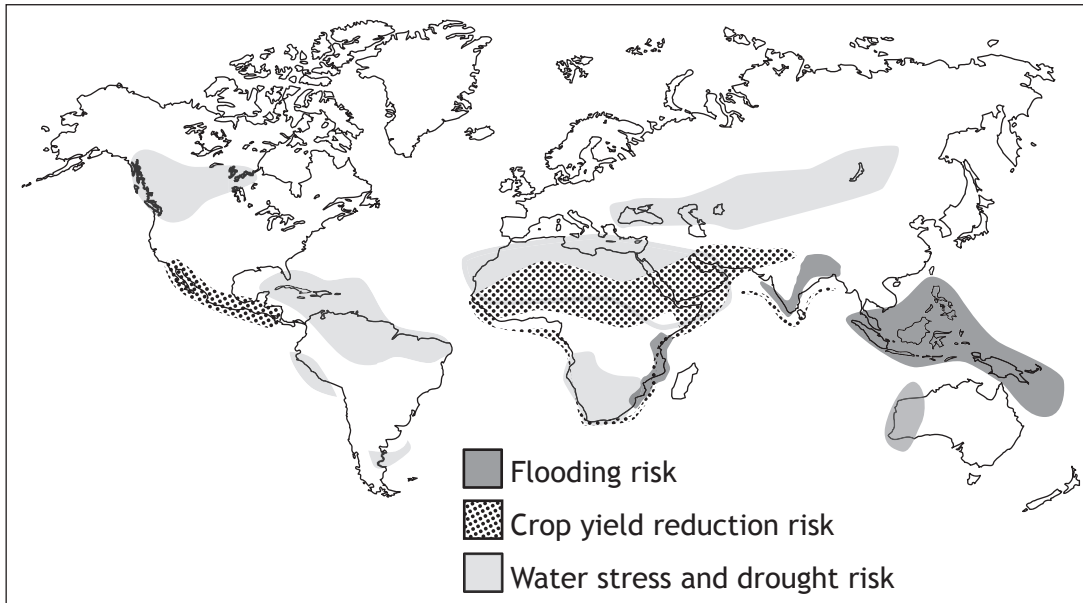 Flooding risk
Crop yield reduction risk
Water stress and drought risk